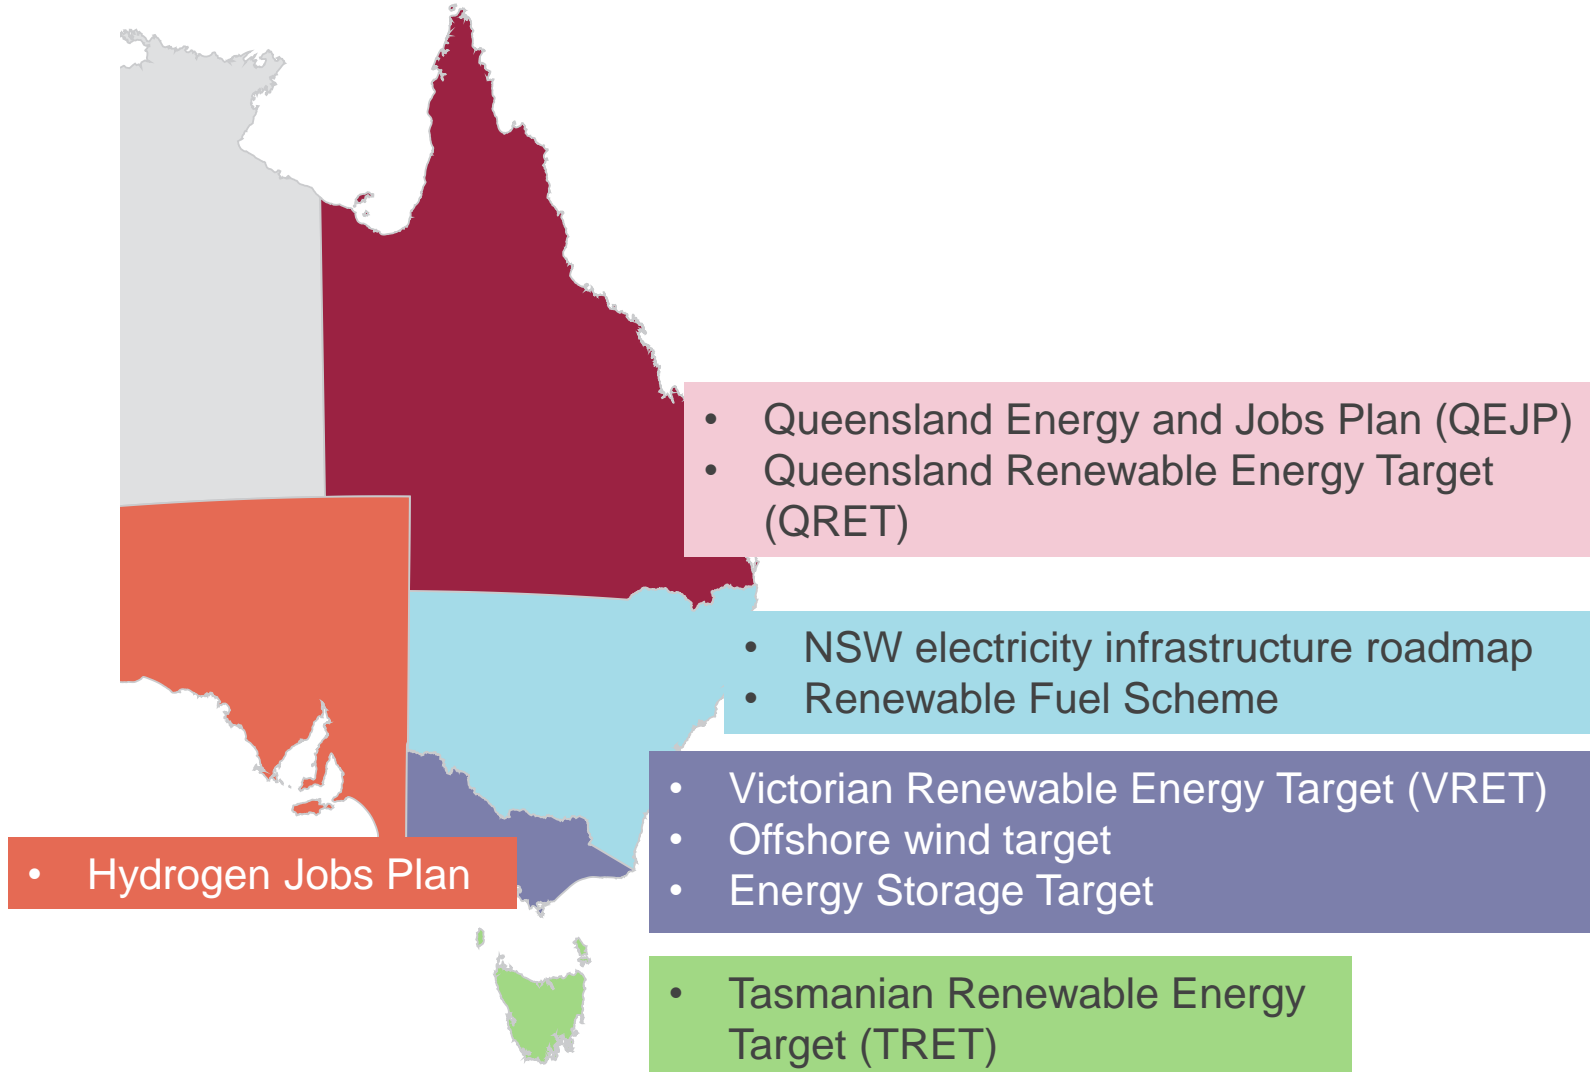 • Queensland Energy and Jobs Plan (QEJP)
• Queensland Renewable Energy Target
(QRET)
• NSW electricity infrastructure roadmap
• Renewable Fuel Scheme
• Victorian Renewable Energy Target (VRET)
• Offshore wind target
• Energy Storage Target
• Hydrogen Jobs Plan
• Tasmanian Renewable Energy
Target (TRET)